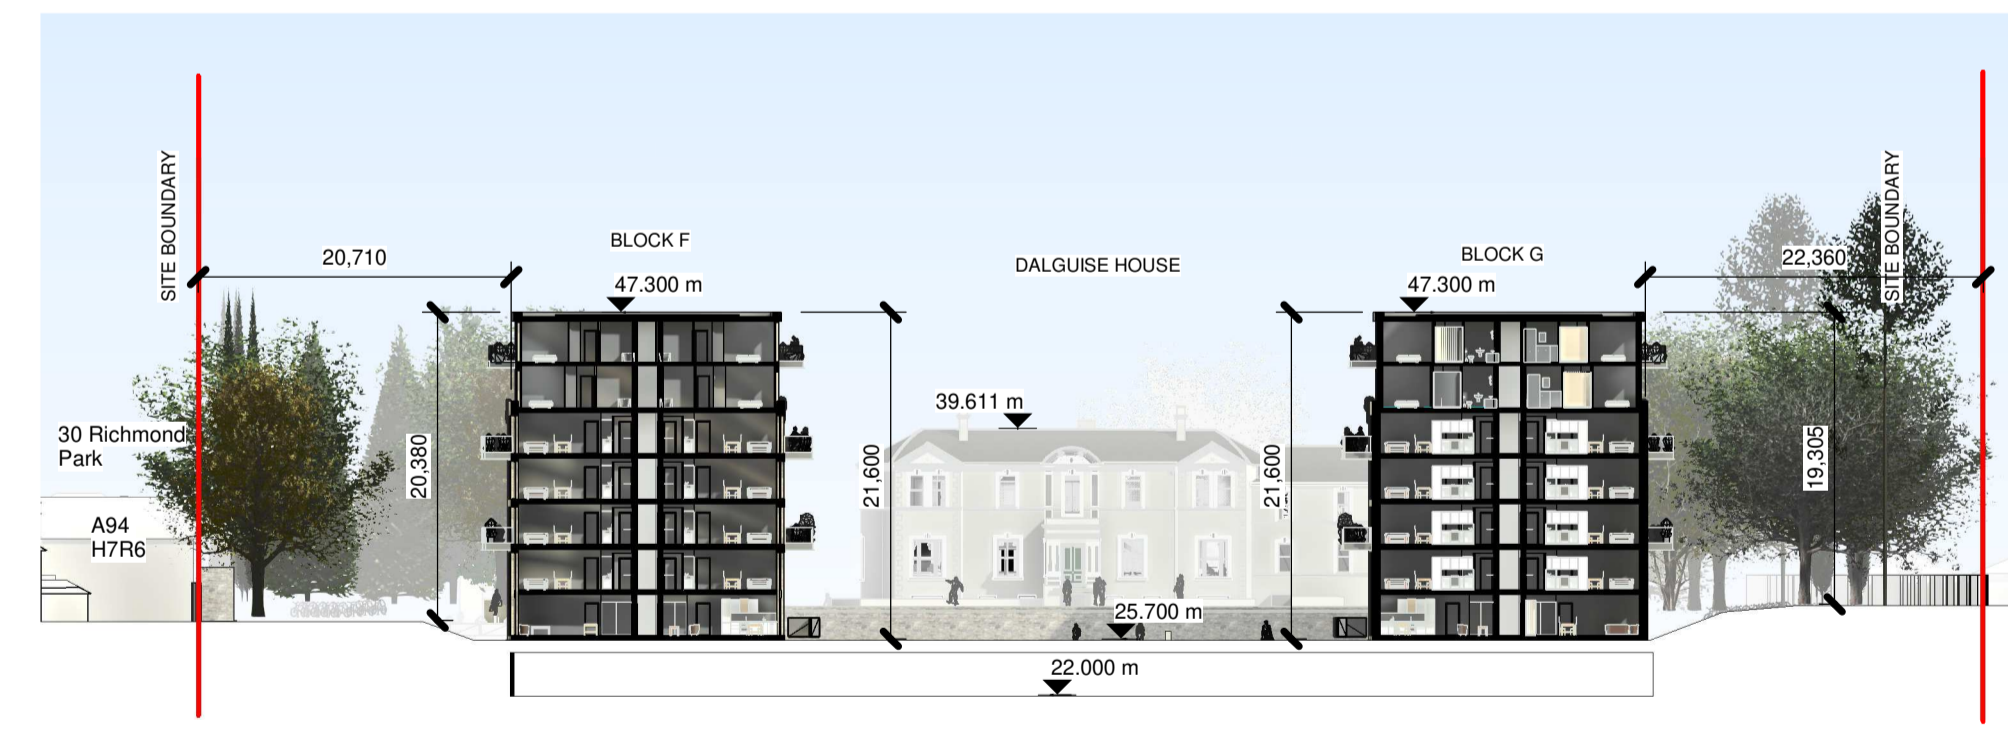 SITE BOUNDARY
20,710
BLOCK F
47.300 m
DALGUISE HOUSE
BLOCK G
47.300 m
22,360
SITE BOUNDARY
39.611 m
30 Richmond
Park
A94
H7R6
20,380
21,600
21,600
19,305
25.700 m
22.000 m